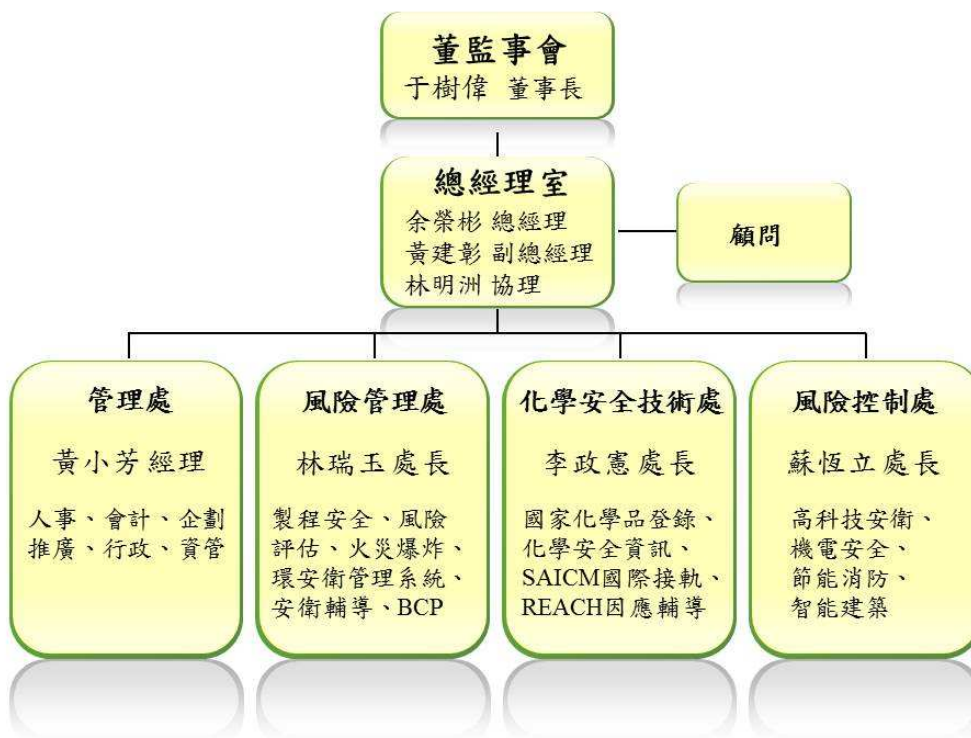 董監事會
于樹偉 董事長
總經理室
余榮彬 總經理
黃建彰 副總經理
林明洲 協理
顧問
管理處
黃小芳經理
人事、會計、企劃
推廣、行政、資管
風險管理處
林瑞玉處長
製程安全、風險
評估、火災爆炸、
環安衛管理系統、
安衛輔導、BCP
化學安全技術處
李政憲處長
國家化學品登錄、
化學安全資訊、
SAICM國際接軌、
REACH因應輔導
風險控制處
蘇恆立處長
高科技安衛、
機電安全、
節能消防、
智能建築